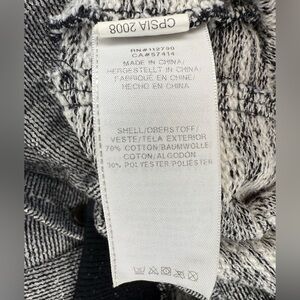 CPSIA 2008
RN#112790
CA#57414
MADE IN CHINA/
HERGESTELLT IN CHINA/
FABRIQUÉ EN CHINE/
HECHO EN CHINA
SHELL/OBERSTOFF/
VESTE/TELA EXTERIOR
70% COTTON/BAUMWOLLE
COTON/ALGODON
30% POLYESTER/POLIÉSTER